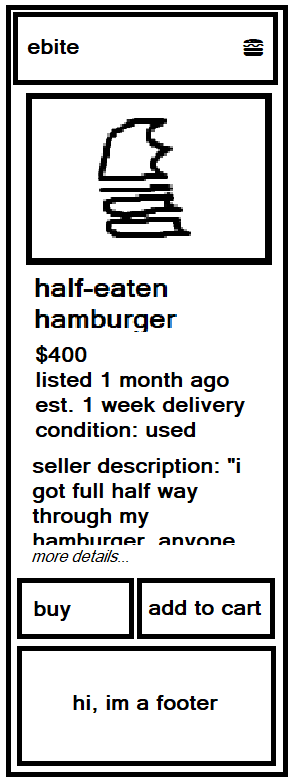 ebite
half-eaten
hamburger
$400
listed 1 month ago
est. 1 week delivery
condition: used
seller description: "i
got full half way
through my
hamburger, anyone
more details...
buy
add to cart
hi, im a footer